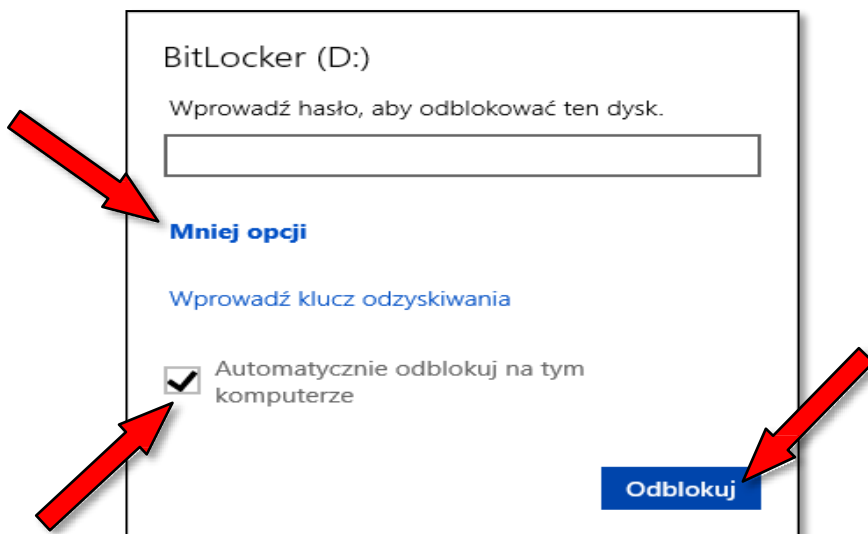 BitLocker (D:)
Wprowadź hasło, aby odblokować ten dysk.
Mniej opcji
Wprowadź klucz odzyskiwania
Automatycznie odblokuj na tym
komputerze
Odblokuj